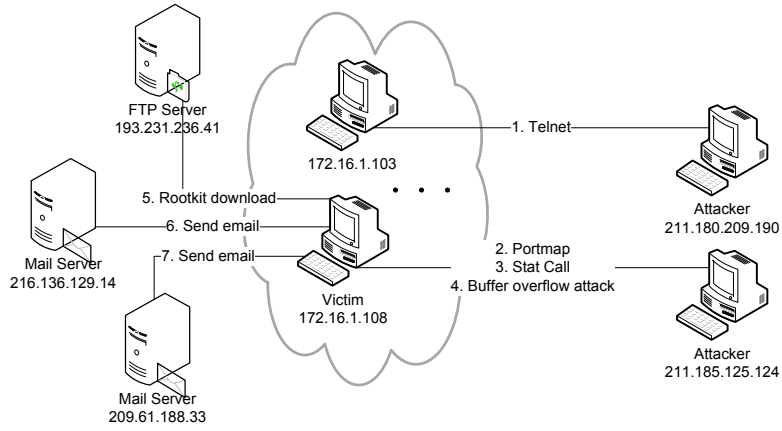 FTP Server
193.231.236.41
172.16.1.103
1. Telnet
Attacker
211.180.209.190
5. Rootkit download
6. Send email
7. Send email
Mail Server
216.136.129.14
Victim
172.16.1.108
2. Portmap
3. Stat Call
4. Buffer overflow attack
Attacker
211.185.125.124
Mail Server
209.61.188.33